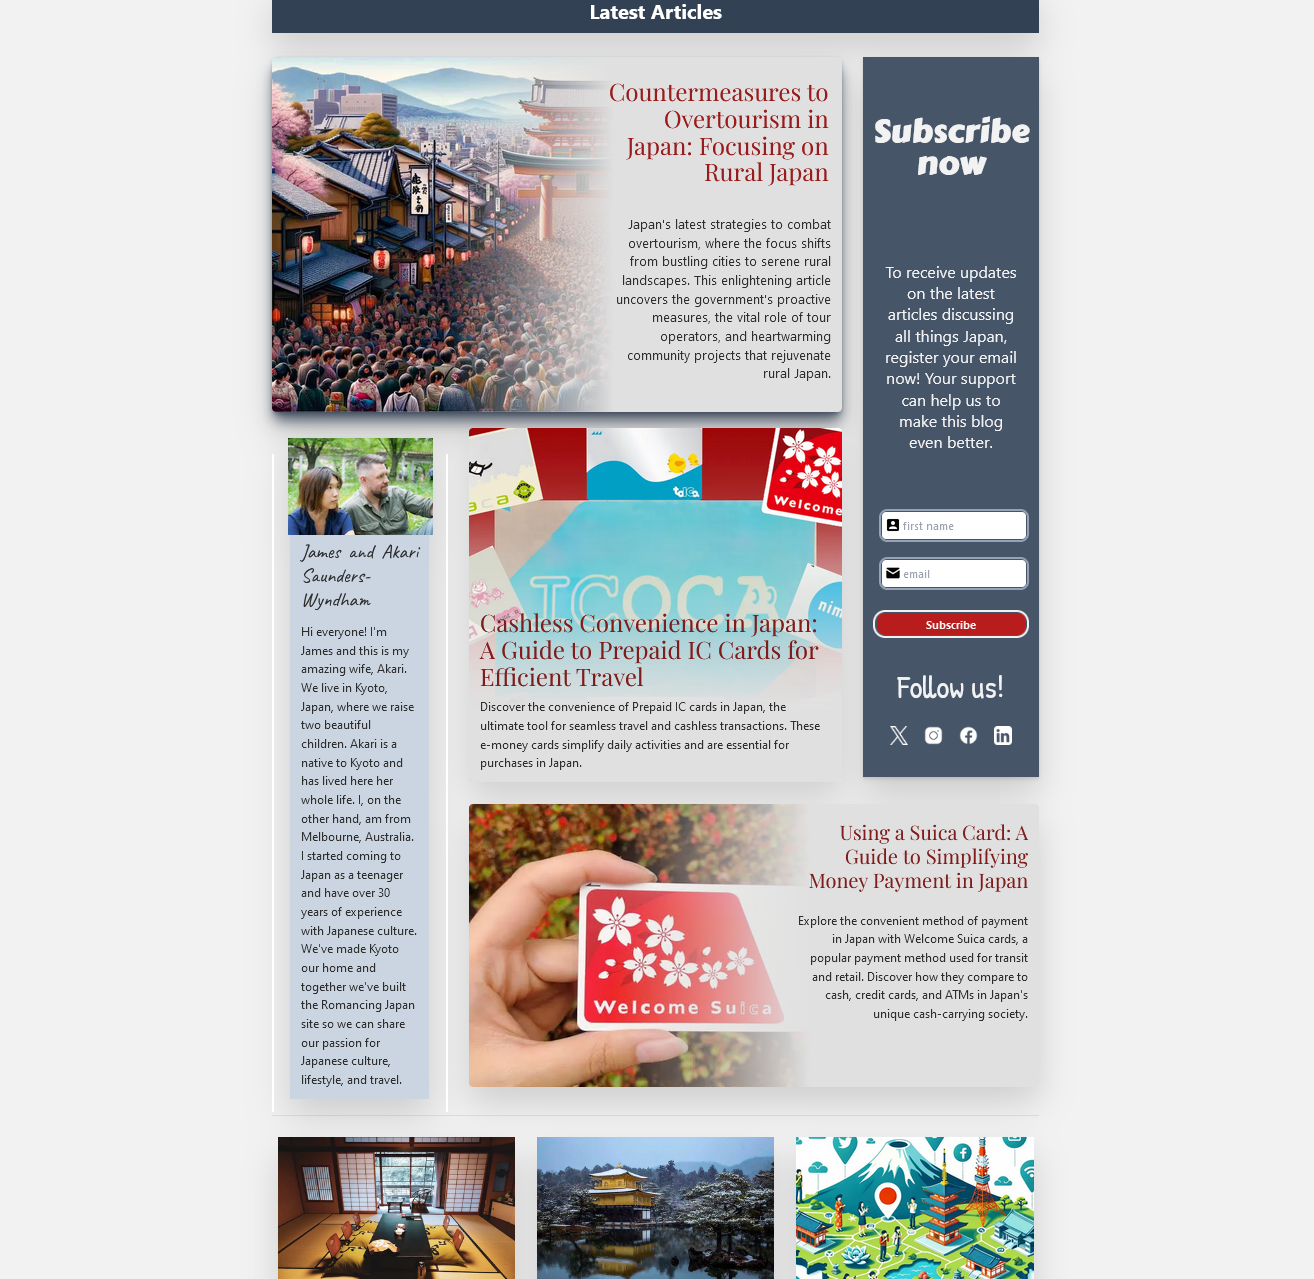 Latest Articles
Countermeasures to
Overtourism in
Japan: Focusing on
Rural Japan
Japan's latest strategies to combat
overtourism, where the focus shifts
from bustling cities to serene rural
landscapes. This enlightening article
uncovers the government's proactive
measures, the vital role of tour
operators, and heartwarming
community projects that rejuvenate
rural Japan.
Subscribe
now
To receive updates
on the latest
articles discussing
all things Japan,
register your email
now! Your support
can help us to
make this blog
even better.
first name
email
Subscribe
Follow us!
James and Akari
Saunders-
Wyndham
Hi everyone! I'm
James and this is my
amazing wife, Akari.
We live in Kyoto,
Japan, where we raise
two beautiful
children. Akari is a
native to Kyoto and
has lived here her
whole life. I, on the
other hand, am from
Melbourne, Australia.
I started coming to
Japan as a teenager
and have over 30
years of experience
with Japanese culture.
We've made Kyoto
our home and
together we've built
the Romancing Japan
site so we can share
our passion for
Japanese culture,
lifestyle, and travel.
Welcome
ICOCA
nim
Cashless Convenience in Japan:
A Guide to Prepaid IC Cards for
Efficient Travel
Discover the convenience of Prepaid IC cards in Japan, the
ultimate tool for seamless travel and cashless transactions. These
e-money cards simplify daily activities and are essential for
purchases in Japan.
Welcome Suica
Using a Suica Card: A
Guide to Simplifying
Money Payment in Japan
Explore the convenient method of payment
in Japan with Welcome Suica cards, a
popular payment method used for transit
and retail. Discover how they compare to
cash, credit cards, and ATMs in Japan's
unique cash-carrying society.